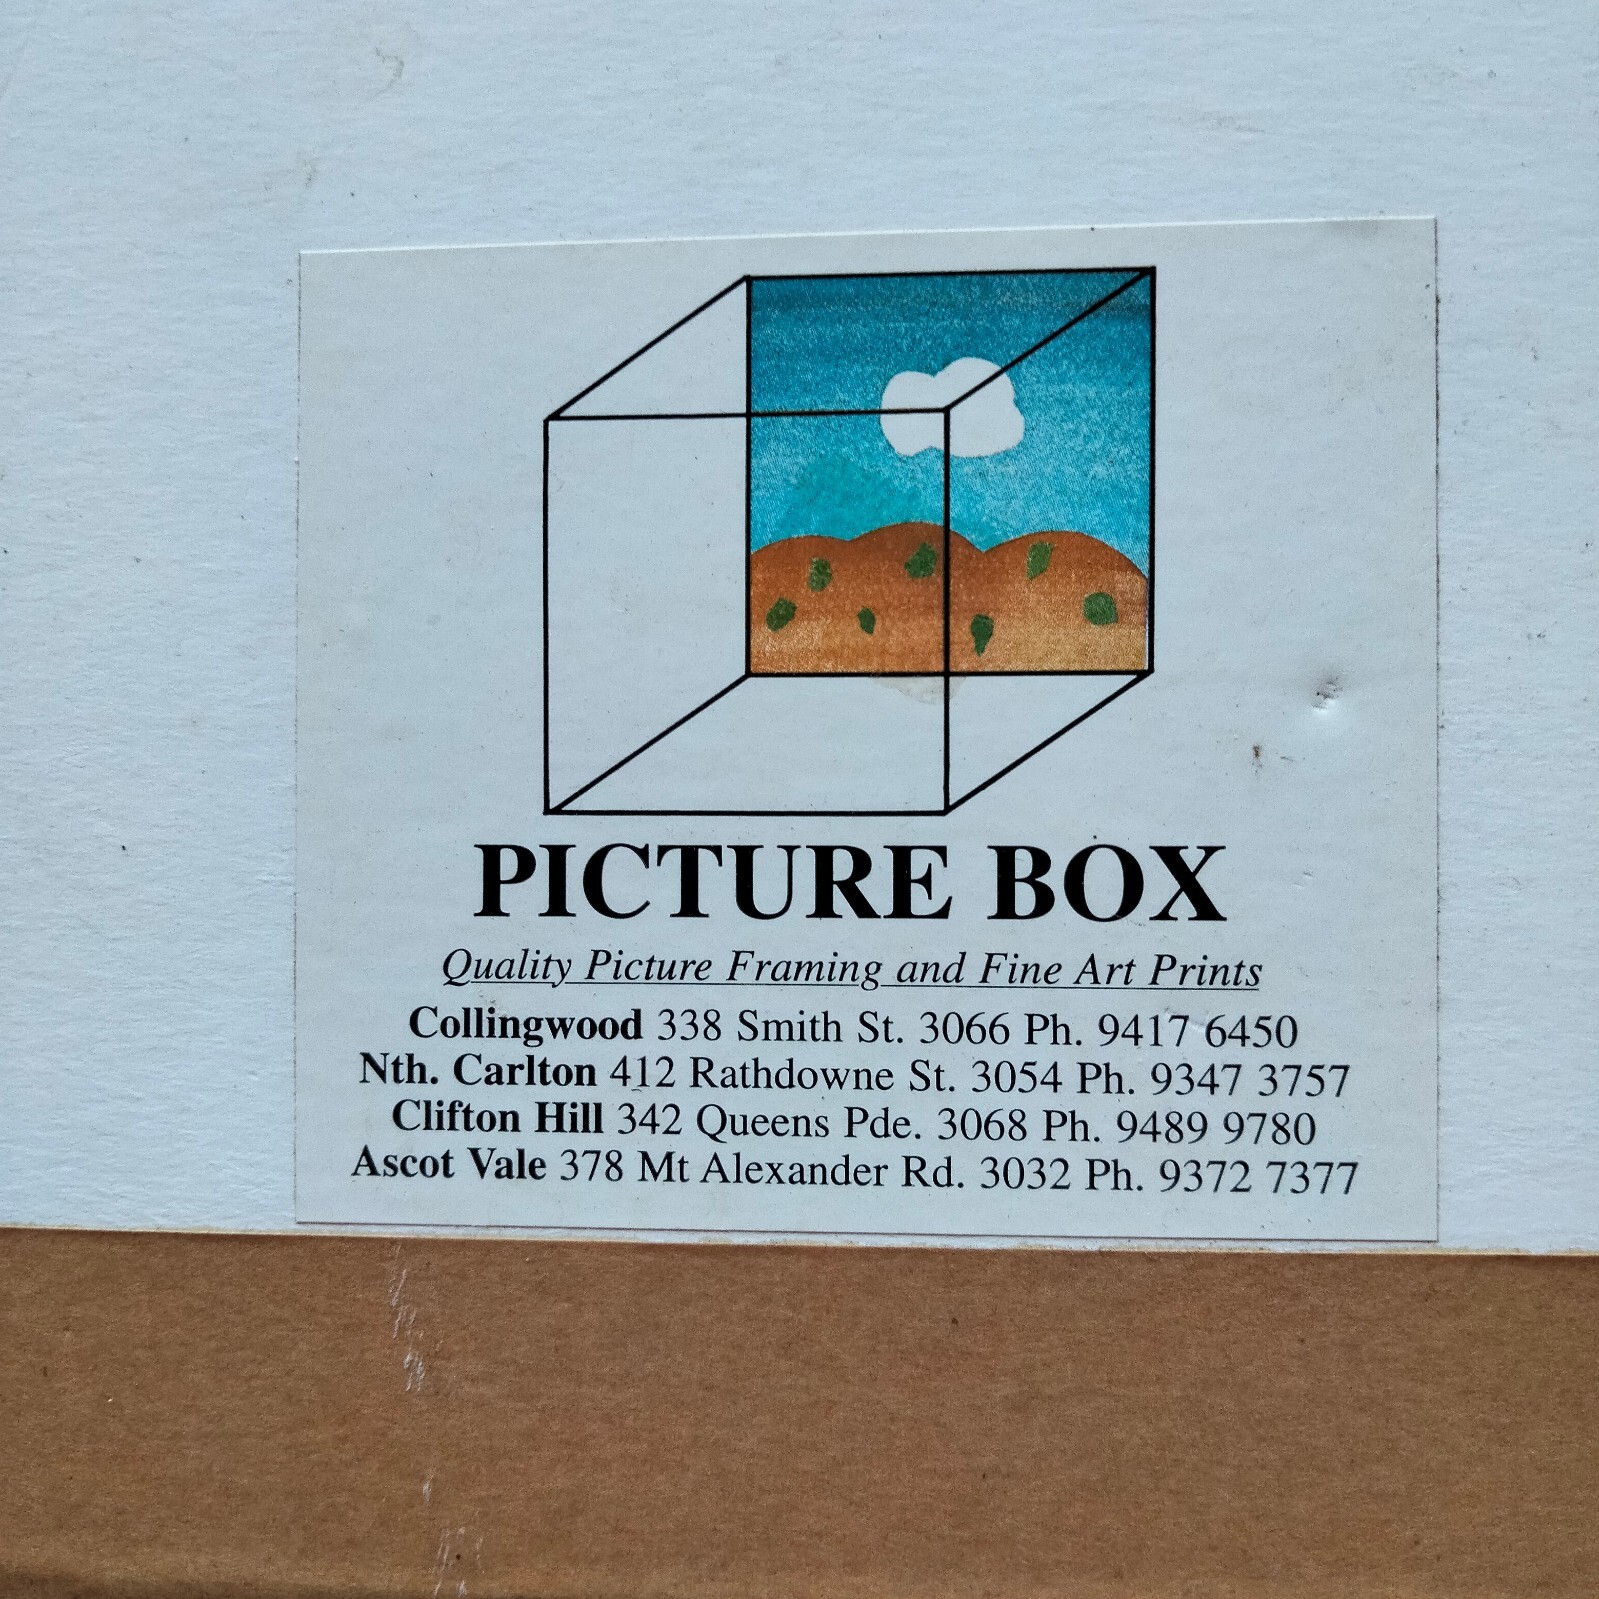 PICTURE BOX
Quality Picture Framing and Fine Art Prints
Collingwood 338 Smith St. 3066 Ph. 9417 6450
Nth. Carlton 412 Rathdowne St. 3054 Ph. 9347 3757
Clifton Hill 342 Queens Pde. 3068 Ph. 9489 9780
Ascot Vale 378 Mt Alexander Rd. 3032 Ph. 9372 7377